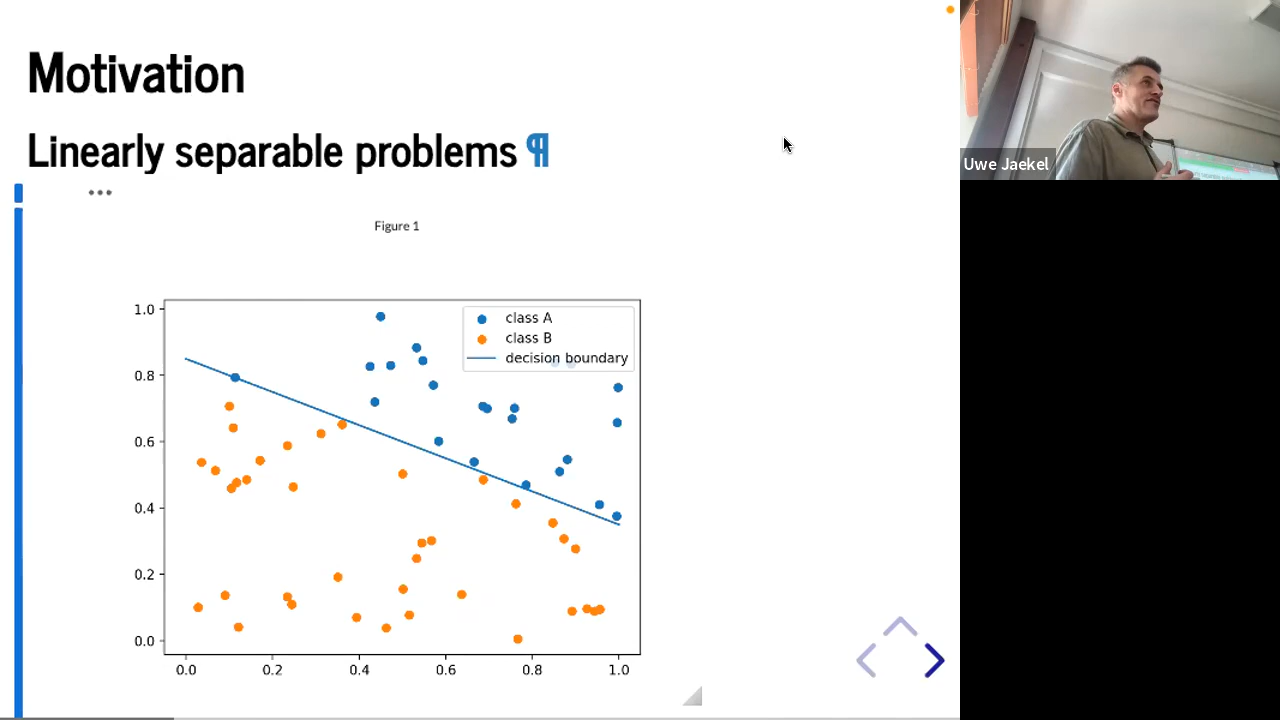 Motivation
Linearly separable problems ¶
Uwe Jaekel
Figure 1
class A
class B
decision boundary
1.0
0.8
0.6
0.4
0.2
0.0
0.0 0.2 0.4 0.6 0.8 1.0